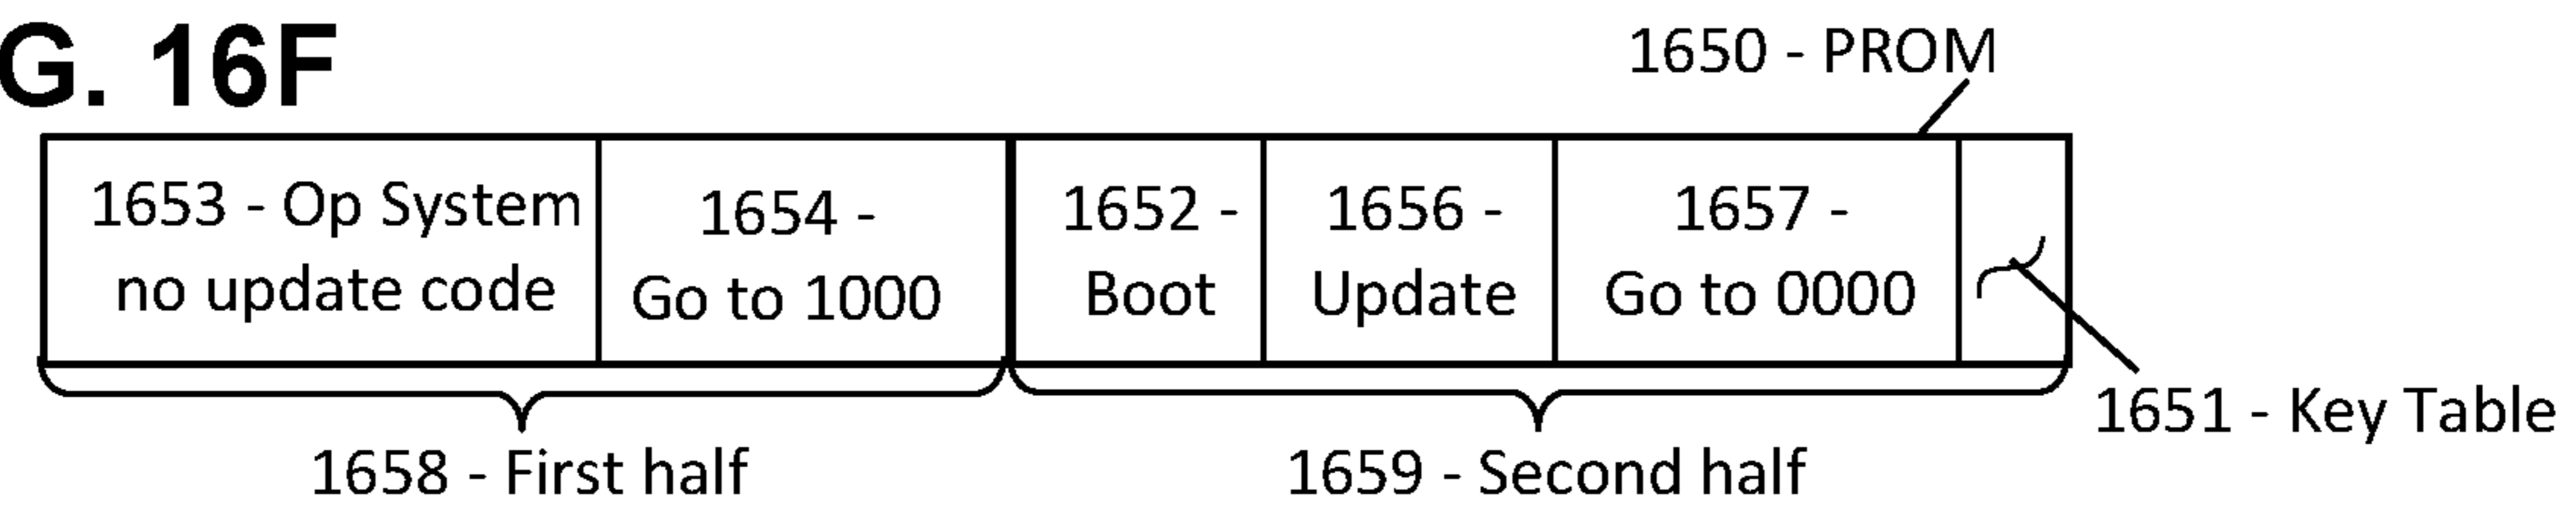 G. 16F
1650 - PROM
1653 - Op System
no update code
1654 -
Go to 1000
1652 -
Boot
1656 -
Update
1657 -
Go to 0000
1651 - Key Table
1658 - First half
1659 - Second half